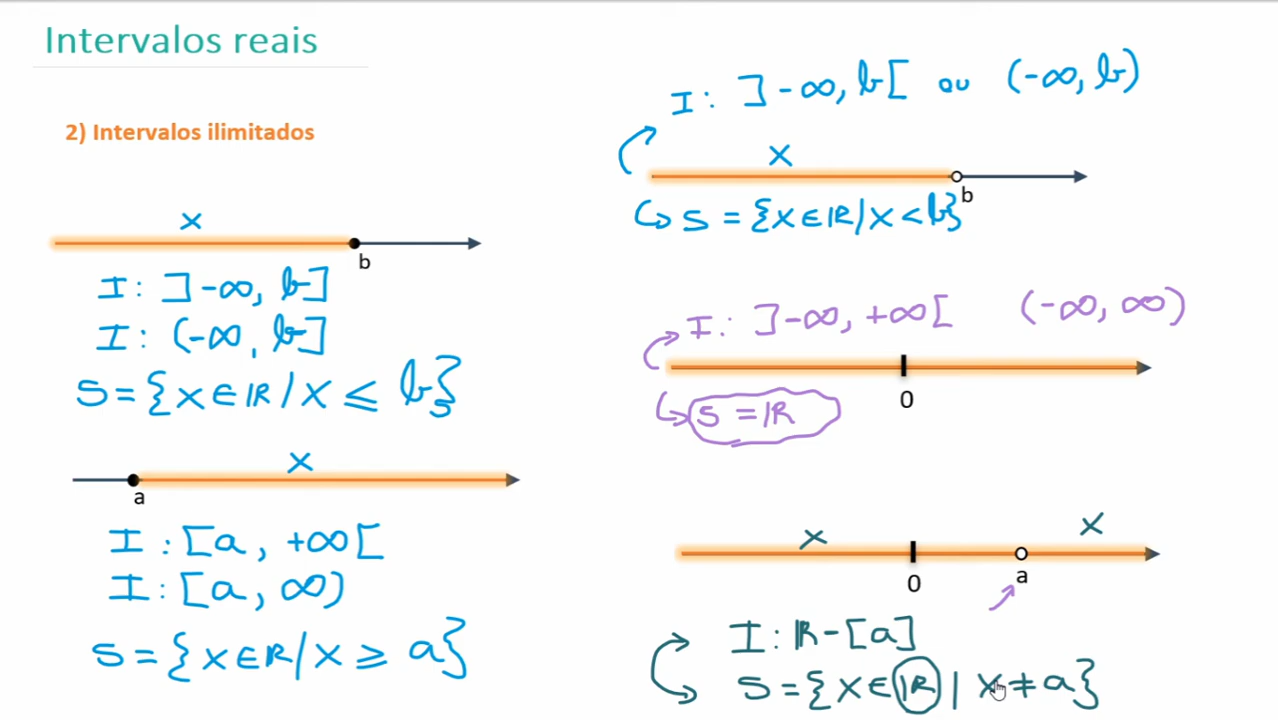 Intervalos reais
2) Intervalos ilimitados
x
b
I: ]-∞, b]
I: (-∞, b]
S = {x ∈ ℝ / x ≤ b}
x
a
I: [a, +∞[
I: [a, ∞)
S = {x ∈ ℝ / x ≥ a}
I: ]-∞, b[ ou (-∞, b)
x
b
S = {x ∈ ℝ / x < b}
I: ]-∞, +∞[ (-∞, ∞)
0
S = ℝ
x x
0 a
I: ℝ - [a]
S = {x ∈ ℝ | x ≠ a}